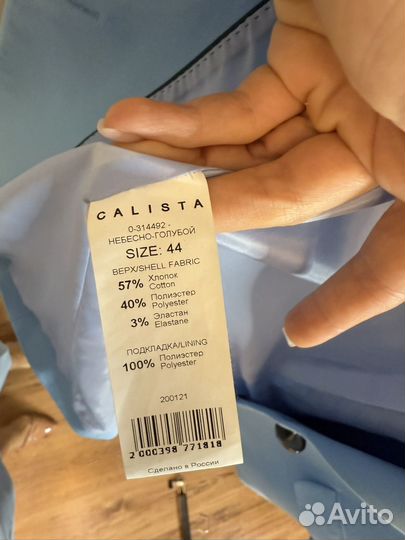 CALISTA
0-314492..
НЕБЕСНО-ГОЛУБОЙ
SIZE: 44
ВЕРХ/SHELL FABRIC
57% Хлопок
Cotton
40% Полиэстер
Polyester
3% Эластан
Elastane
ПОДКЛАДКА/LINING
100% Полиэстер
Polyester
200121
2 000398 771818
Сделано в России
Avito